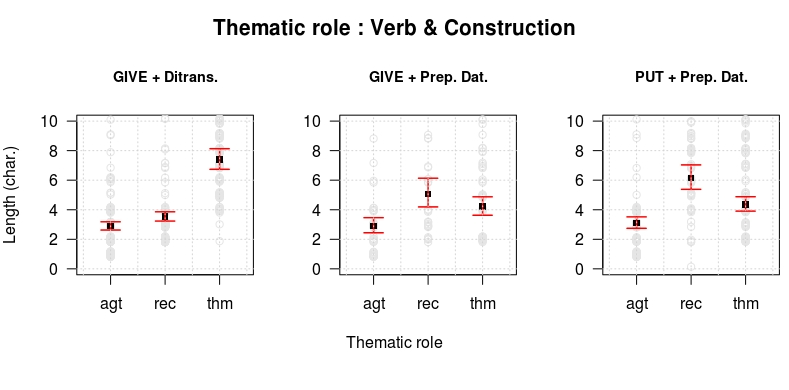 Thematic role : Verb & Construction
GIVE + Ditrans.
GIVE + Prep. Dat.
PUT + Prep. Dat.
Length (char.)
10
8
6
4
2
0
agt rec thm
10
8
6
4
2
0
agt rec thm
10
8
6
4
2
0
agt rec thm
Thematic role